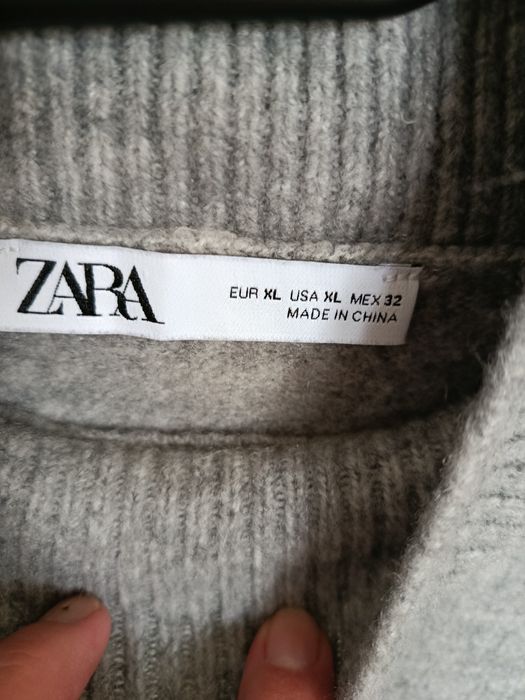 ZARA
EUR XL USA XL MEX 32
MADE IN CHINA